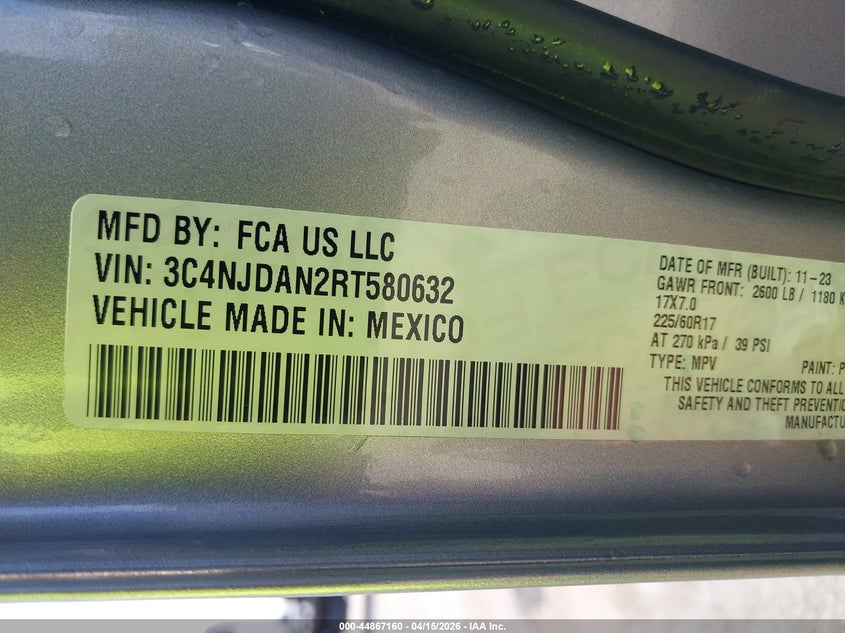 MFD BY: FCA US LLC
VIN: 3C4NJDAN2RT580632
VEHICLE MADE IN: MEXICO
DATE OF MFR (BUILT): 11-23
GAWR FRONT: 2600 LB / 1180 K
17X7.0
225/60R17
AT 270 kPa / 39 PSI
TYPE: MPV PAINT: P
THIS VEHICLE CONFORMS TO ALL
SAFETY AND THEFT PREVENTIO
MANUFACTU
000-44867160 - 04/15/2026 - IAA Inc.